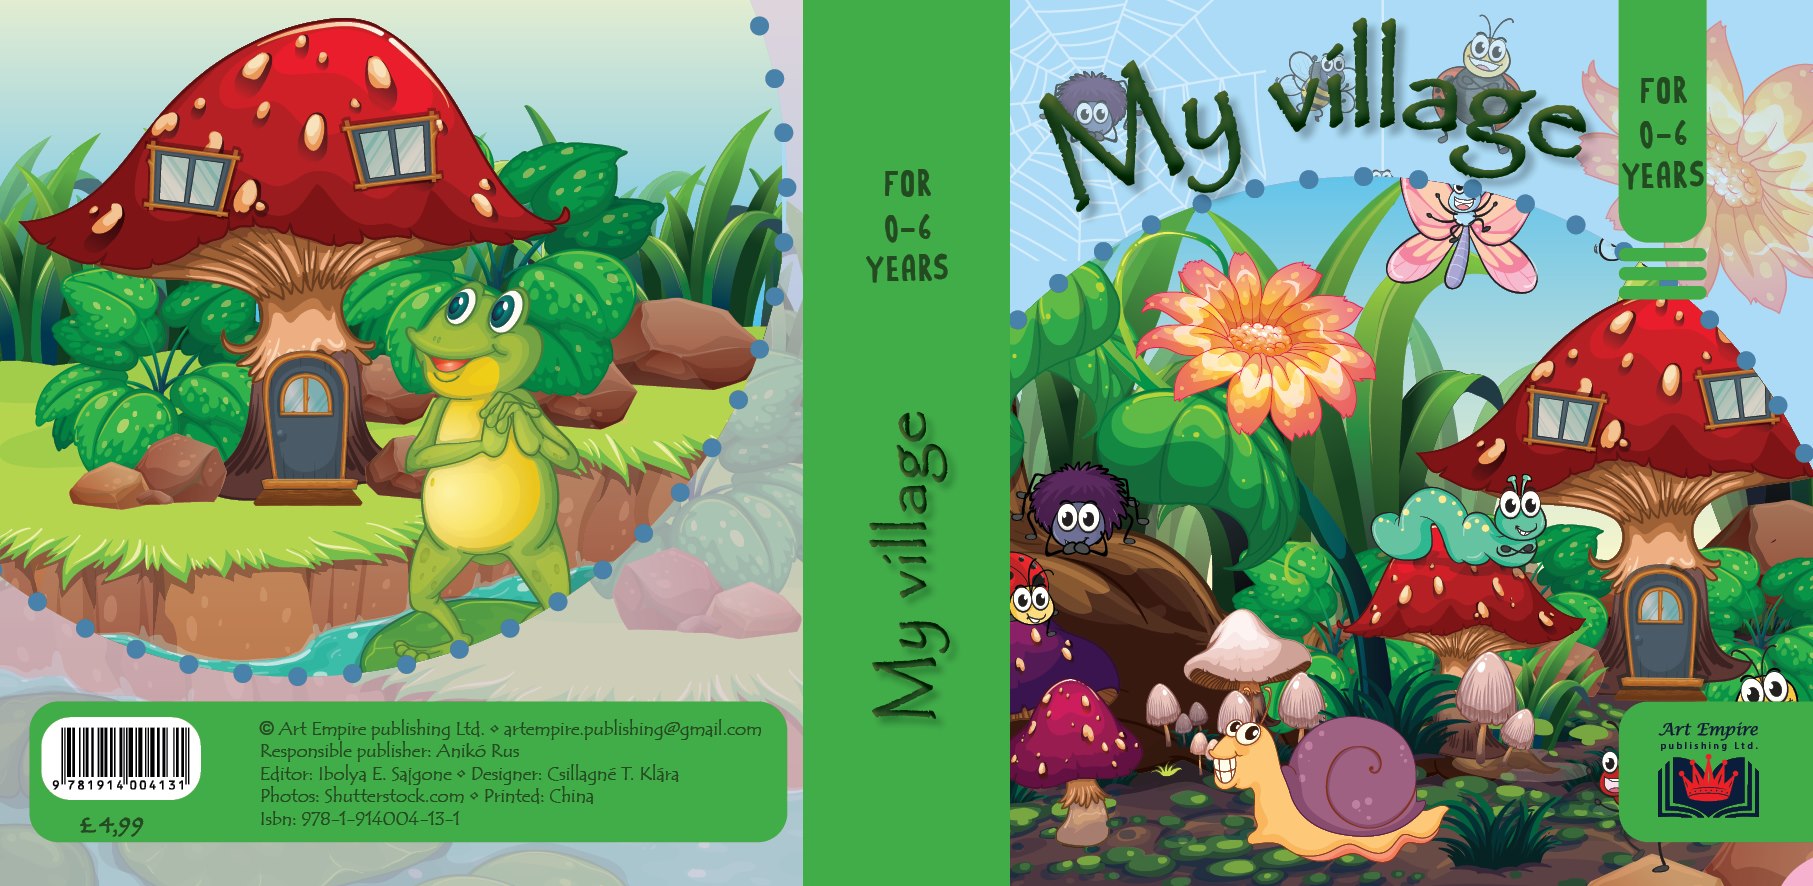 © Art Empire publishing Ltd. ⋄ artempire.publishing@gmail.com
Responsible publisher: Anikó Rus
Editor: Ibolya E. Sajgone ⋄ Designer: Csillagné T. Klára
Photos: Shutterstock.com ⋄ Printed: China
Isbn: 978-1-914004-13-1
9 781914 004131
£4,99
FOR
0-6
YEARS
My village
My village
FOR
0-6
YEARS
Art Empire
publishing Ltd.